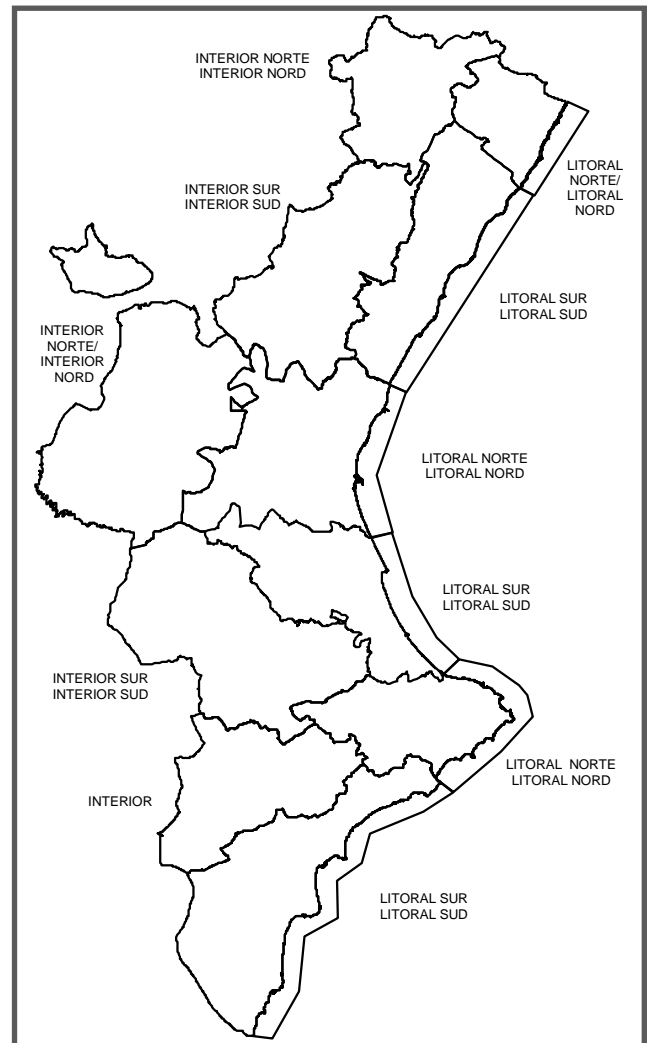 INTERIOR NORTE
INTERIOR NORD
LITORAL
NORTE/
LITORAL
NORD
INTERIOR SUR
INTERIOR SUD
LITORAL SUR
LITORAL SUD
INTERIOR
NORTE/
INTERIOR
NORD
LITORAL NORTE
LITORAL NORD
LITORAL SUR
LITORAL SUD
INTERIOR SUR
INTERIOR SUD
LITORAL NORTE
LITORAL NORD
INTERIOR
LITORAL SUR
LITORAL SUD